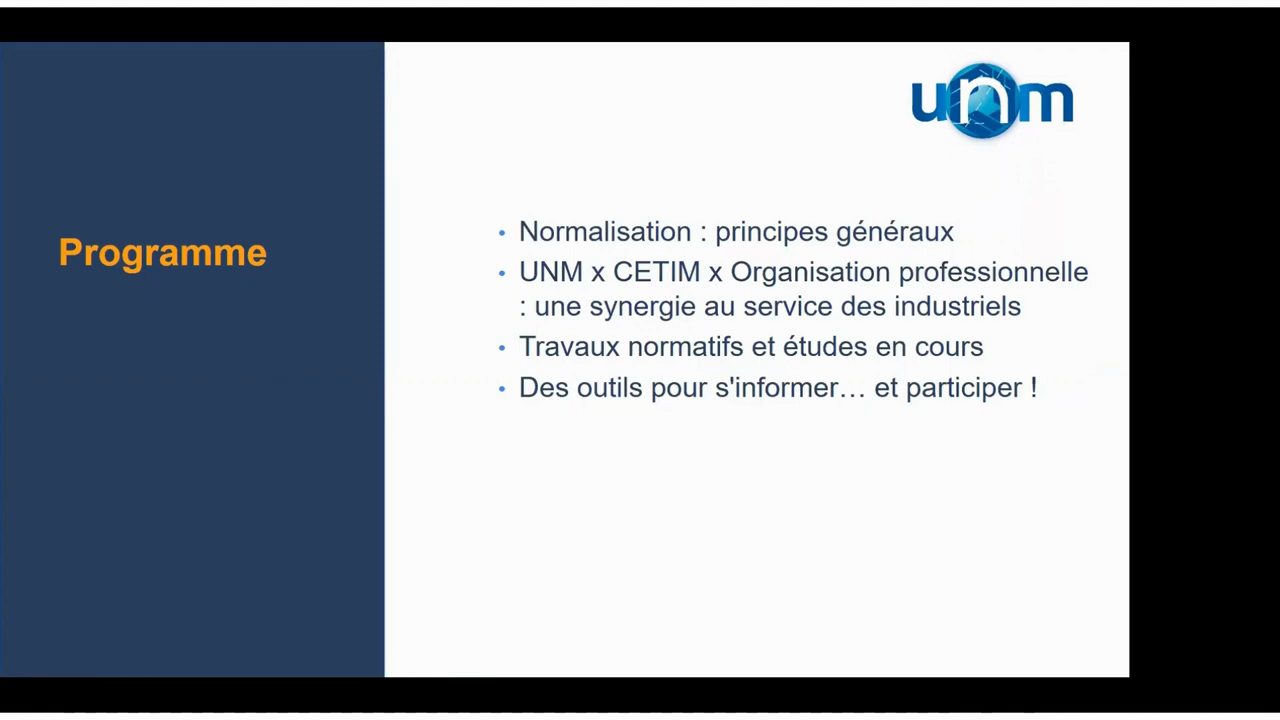 unm
Programme
• Normalisation : principes généraux
• UNM x CETIM x Organisation professionnelle
: une synergie au service des industriels
• Travaux normatifs et études en cours
• Des outils pour s'informer… et participer !